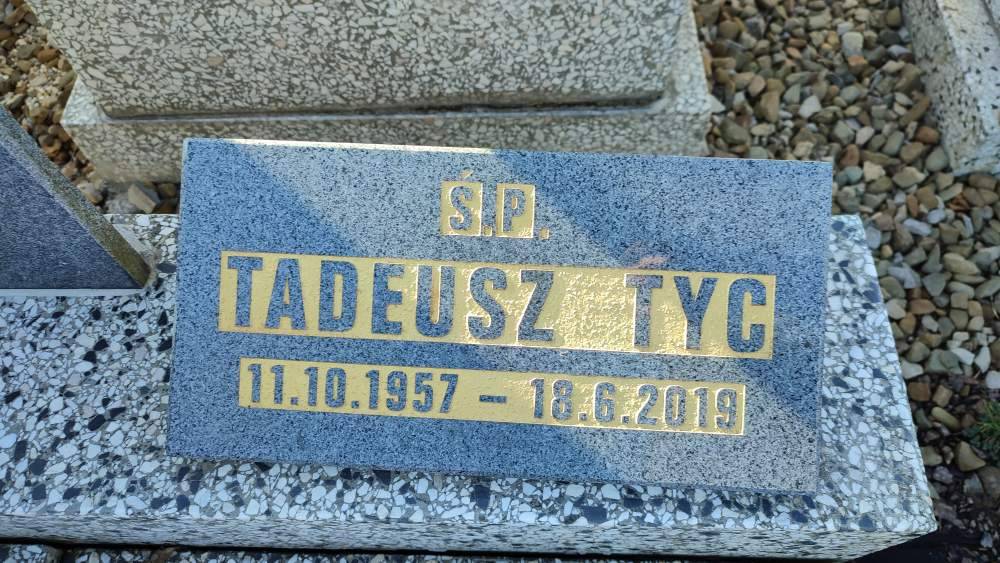 Ś.P.
TADEUSZ TYC
11.10.1957 – 18.6.2019